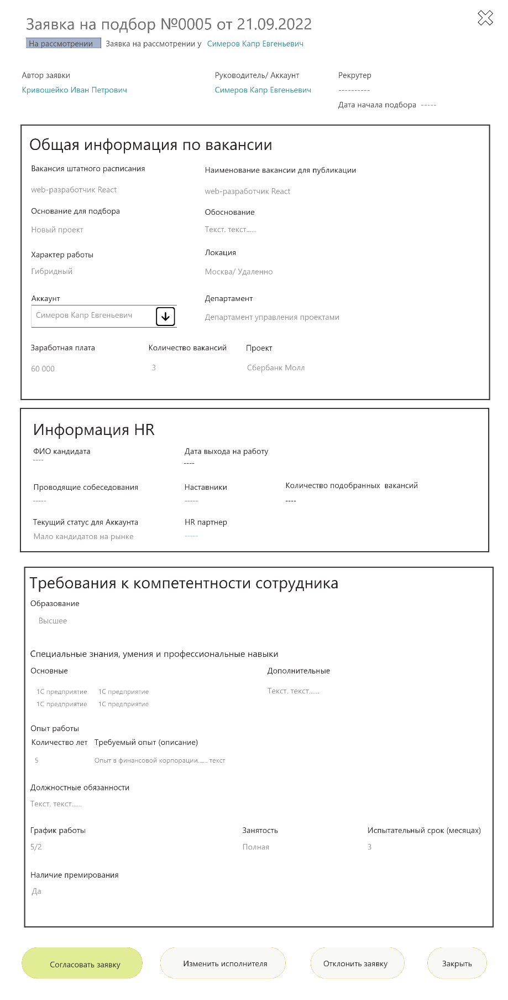 Заявка на подбор №0005 от 21.09.2022
На рассмотрении Заявка на рассмотрении у Симеров Капр Евгеньевич
Автор заявки Руководитель/ Аккаунт Рекрутер
Кривошейко Иван Петрович Симеров Капр Евгеньевич ----------
Дата начала подбора -----
Общая информация по вакансии
Вакансия штатного расписания Наименование вакансии для публикации
web-разработчик React web-разработчик React
Основание для подбора Обоснование
Новый проект Текст. текст......
Характер работы Локация
Гибридный Москва/ Удаленно
Аккаунт Департамент
Симеров Капр Евгеньевич Департамент управления проектами
Заработная плата Количество вакансий Проект
60 000 3 Сбербанк Молл
Информация HR
ФИО кандидата Дата выхода на работу
---- ----
Проводящие собеседования Наставники Количество подобранных вакансий
----- ----- ----
Текущий статус для Аккаунта HR партнер
Мало кандидатов на рынке -----
Требования к компетентности сотрудника
Образование
Высшее
Специальные знания, умения и профессиональные навыки
Основные Дополнительные
1С предприятие 1С предприятие Текст. текст......
1С предприятие 1С предприятие
Опыт работы
Количество лет Требуемый опыт (описание)
5 Опыт в финансовой корпорации...... текст
Должностные обязанности
Текст. текст......
График работы Занятость Испытательный срок (месяцах)
5/2 Полная 3
Наличие премирования
Да
Согласовать заявку Изменить исполнителя Отклонить заявку Закрыть